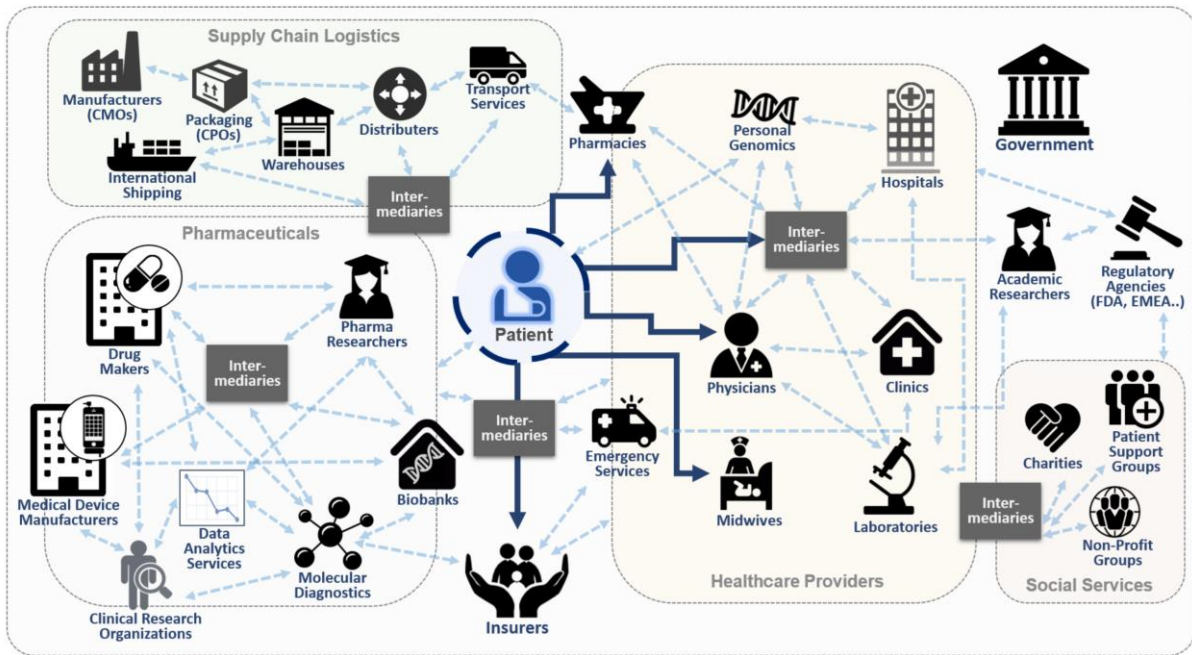 Supply Chain Logistics
Manufacturers
(CMOs)
Packaging
(CPOs)
International
Shipping
Warehouses
Distributers
Transport
Services
Inter-
mediaries
Pharmacies
Personal
Genomics
Hospitals
Government
Inter-
mediaries
Academic
Researchers
Regulatory
Agencies
(FDA, EMEA..)
Pharmaceuticals
Drug
Makers
Pharma
Researchers
Inter-
mediaries
Medical Device
Manufacturers
Data
Analytics
Services
Molecular
Diagnostics
Biobanks
Clinical Research
Organizations
Patient
Inter-
mediaries
Emergency
Services
Insurers
Physicians
Clinics
Midwives
Laboratories
Healthcare Providers
Charities
Patient
Support
Groups
Inter-
mediaries
Non-Profit
Groups
Social Services